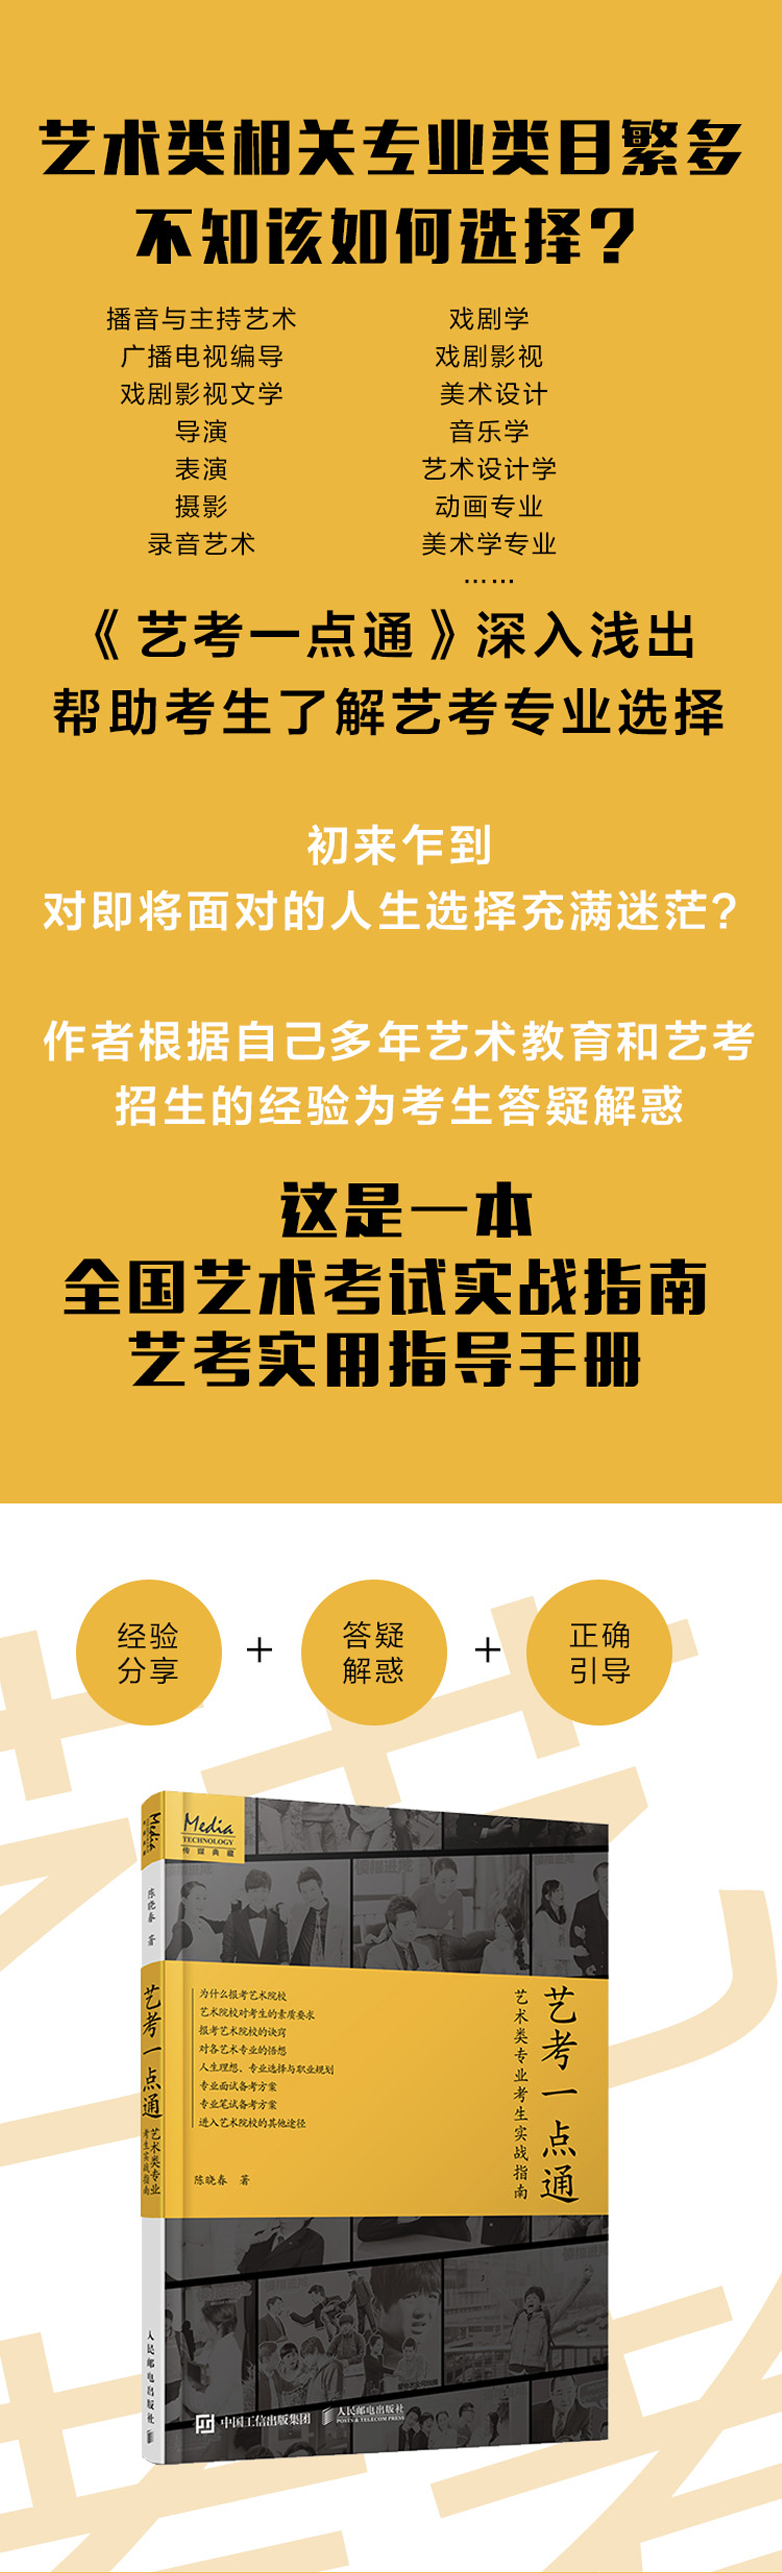 艺术类相关专业类目繁多
不知该如何选择?
播音与主持艺术
广播电视编导
戏剧影视文学
导演
表演
摄影
录音艺术
戏剧学
戏剧影视
美术设计
音乐学
艺术设计学
动画专业
美术学专业
……
《艺考一点通》深入浅出
帮助考生了解艺考专业选择
初来乍到
对即将面对的人生选择充满迷茫?
作者根据自己多年艺术教育和艺考
招生的经验为考生答疑解惑
这是一本
全国艺术考试实战指南
艺考实用指导手册
经验
分享
+
答疑
解惑
+
正确
引导
Media
TECHNOLOGY
传媒典藏
艺考一点通
艺术类专业考生实战指南
为什么报考艺术院校
艺术院校对考生的素质要求
报考艺术院校的诀窍
对各艺术专业的悟想
人生理想、专业选择与职业规划
专业面试备考方案
专业笔试备考方案
进入艺术院校的其他途径
陈晓春 著
中国工信出版集团
人民邮电出版社
POSTS & TELECOM PRESS
Media
陈晓春 著
艺考一点通
艺术类专业
考生实战指南
人民邮电出版社